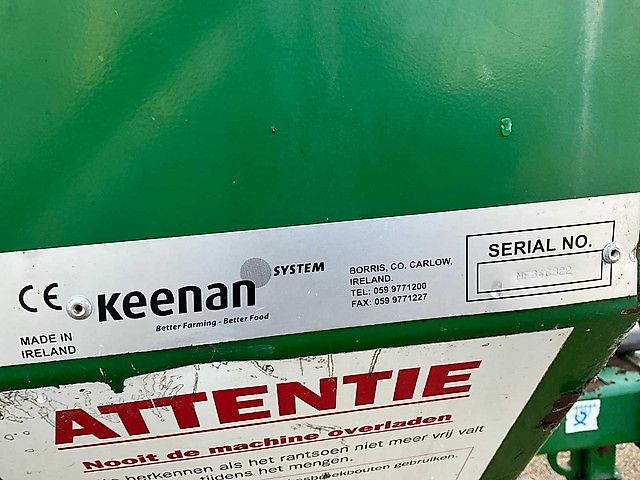 CE
Keenan SYSTEM
Better Farming - Better Food
MADE IN
IRELAND
BORRIS, CO. CARLOW,
IRELAND.
TEL: 059 9771200
FAX: 059 9771227
SERIAL NO.
ATTENTIE
Nooit de machine overladen
herkennen als het rantsoen niet meer vrij valt
tijdens het mengen.
gebruiken.